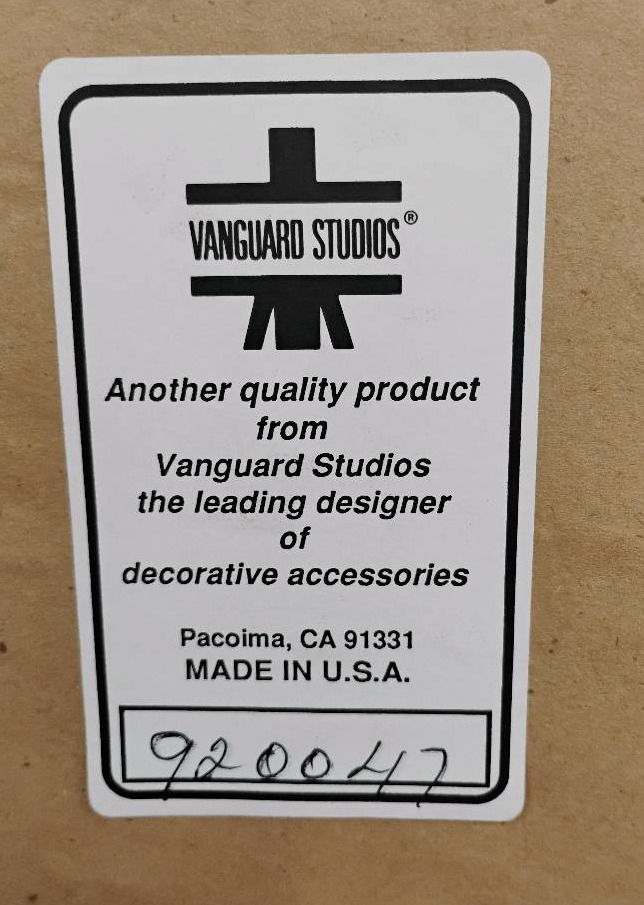 VANGUARD STUDIOS®
Another quality product
from
Vanguard Studios
the leading designer
of
decorative accessories
Pacoima, CA 91331
MADE IN U.S.A.
920047